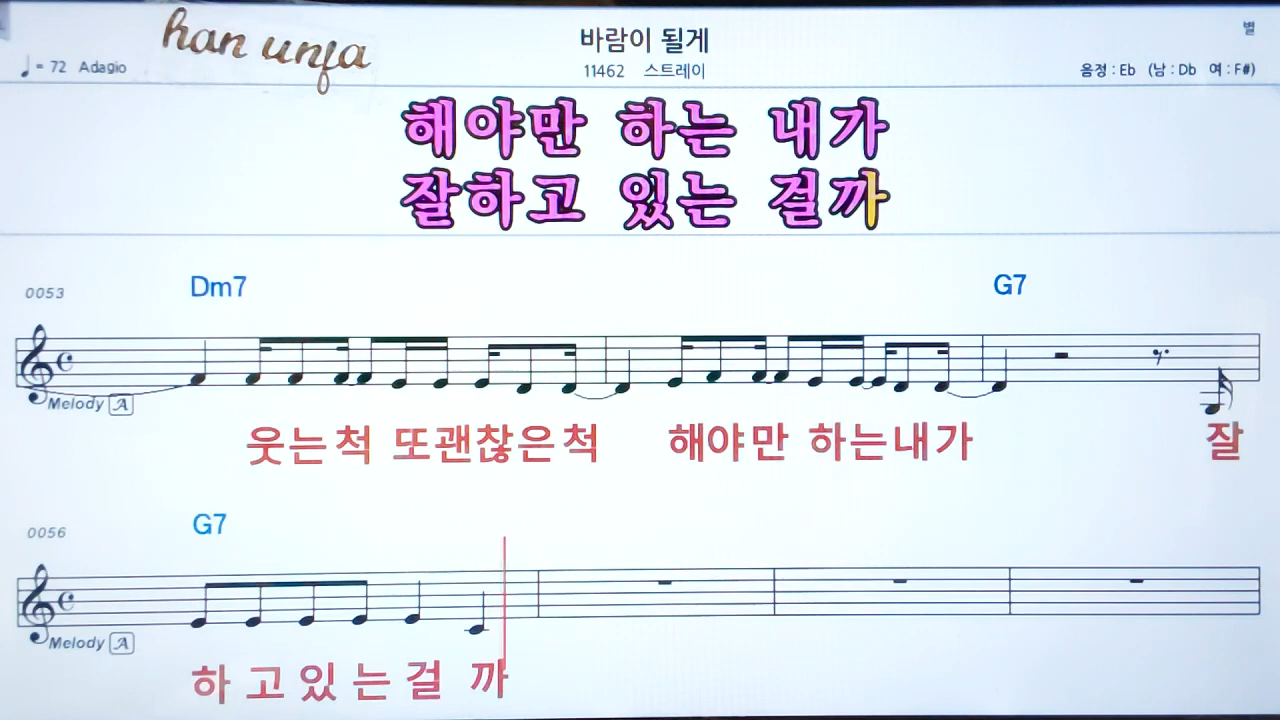 han unja
바람이 될게
별
♩= 72 Adagio
11462 스트레이
음정 : Eb (남 : Db 여 : F#)
해야만 하는 내가
잘하고 있는 걸까
0053
Dm7
G7
Melody A
웃는척 또괜찮은척 해야만 하는내가 잘
0056
G7
Melody A
하고있는걸 까